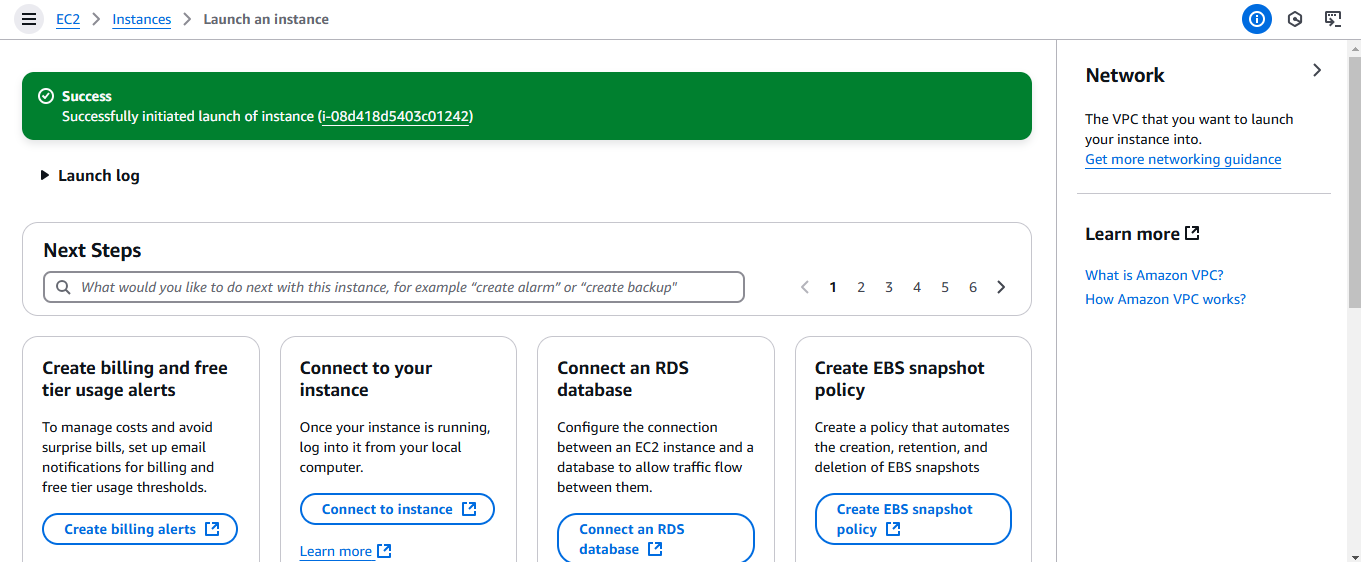 EC2 > Instances > Launch an instance
Success
Successfully initiated launch of instance (i-08d418d5403c01242)
Launch log
Next Steps
What would you like to do next with this instance, for example “create alarm” or “create backup"
1 2 3 4 5 6
Create billing and free
tier usage alerts
To manage costs and avoid
surprise bills, set up email
notifications for billing and
free tier usage thresholds.
Create billing alerts
Connect to your
instance
Once your instance is running,
log into it from your local
computer.
Connect to instance
Learn more
Connect an RDS
database
Configure the connection
between an EC2 instance and a
database to allow traffic flow
between them.
Connect an RDS
database
Create EBS snapshot
policy
Create a policy that automates
the creation, retention, and
deletion of EBS snapshots
Create EBS snapshot
policy
Network
The VPC that you want to launch
your instance into.
Get more networking guidance
Learn more
What is Amazon VPC?
How Amazon VPC works?